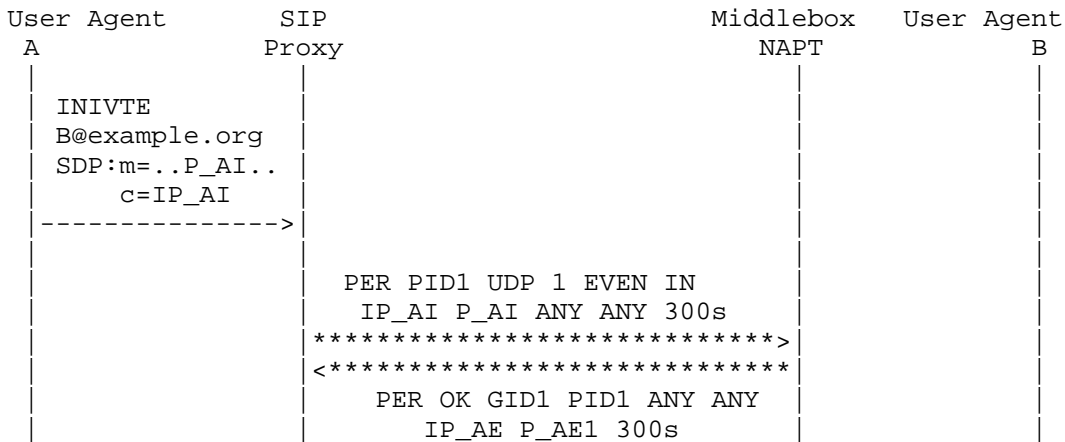 User Agent SIP Middlebox User Agent
A Proxy NAPT B
INIVTE
B@example.org
SDP:m=..P_AI..
c=IP_AI
--------------->
PER PID1 UDP 1 EVEN IN
IP_AI P_AI ANY ANY 300s
*****************************>
<*****************************
PER OK GID1 PID1 ANY ANY
IP_AE P_AE1 300s